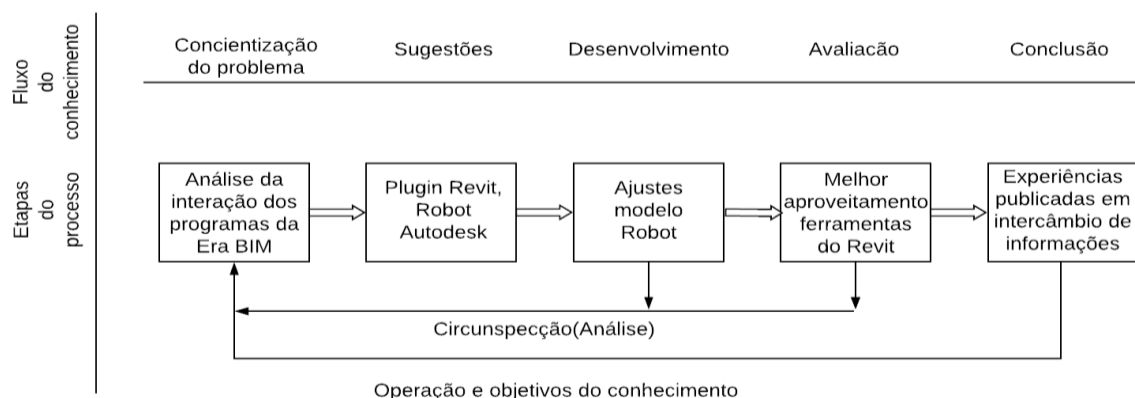 Fluxo
do
conhecimento
Concientização
do problema
Sugestões
Desenvolvimento
Avaliacão
Conclusão
Etapas
do
processo
Análise da
interação dos
programas da
Era BIM
Plugin Revit,
Robot
Autodesk
Ajustes
modelo
Robot
Melhor
aproveitamento
ferramentas
do Revit
Experiências
publicadas em
intercâmbio de
informações
Circunspecção(Análise)
Operação e objetivos do conhecimento